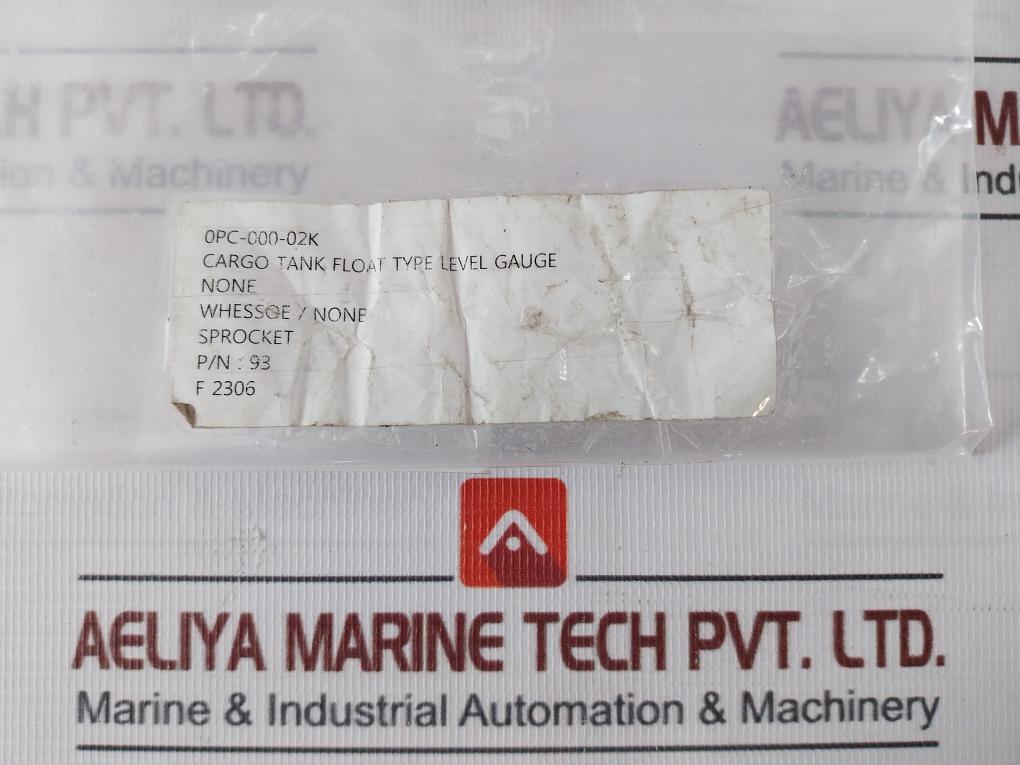 H PVT. LTD.
ion & Machinery
AELIYA M
Marine & Ind
0PC-000-02K
CARGO TANK FLOAT TYPE LEVEL GAUGE
NONE
WHESSOE / NONE
SPROCKET
P/N : 93
F 2306
AELIYA MARINE TECH PVT. LTD.
Marine & Industrial Automation & Machinery